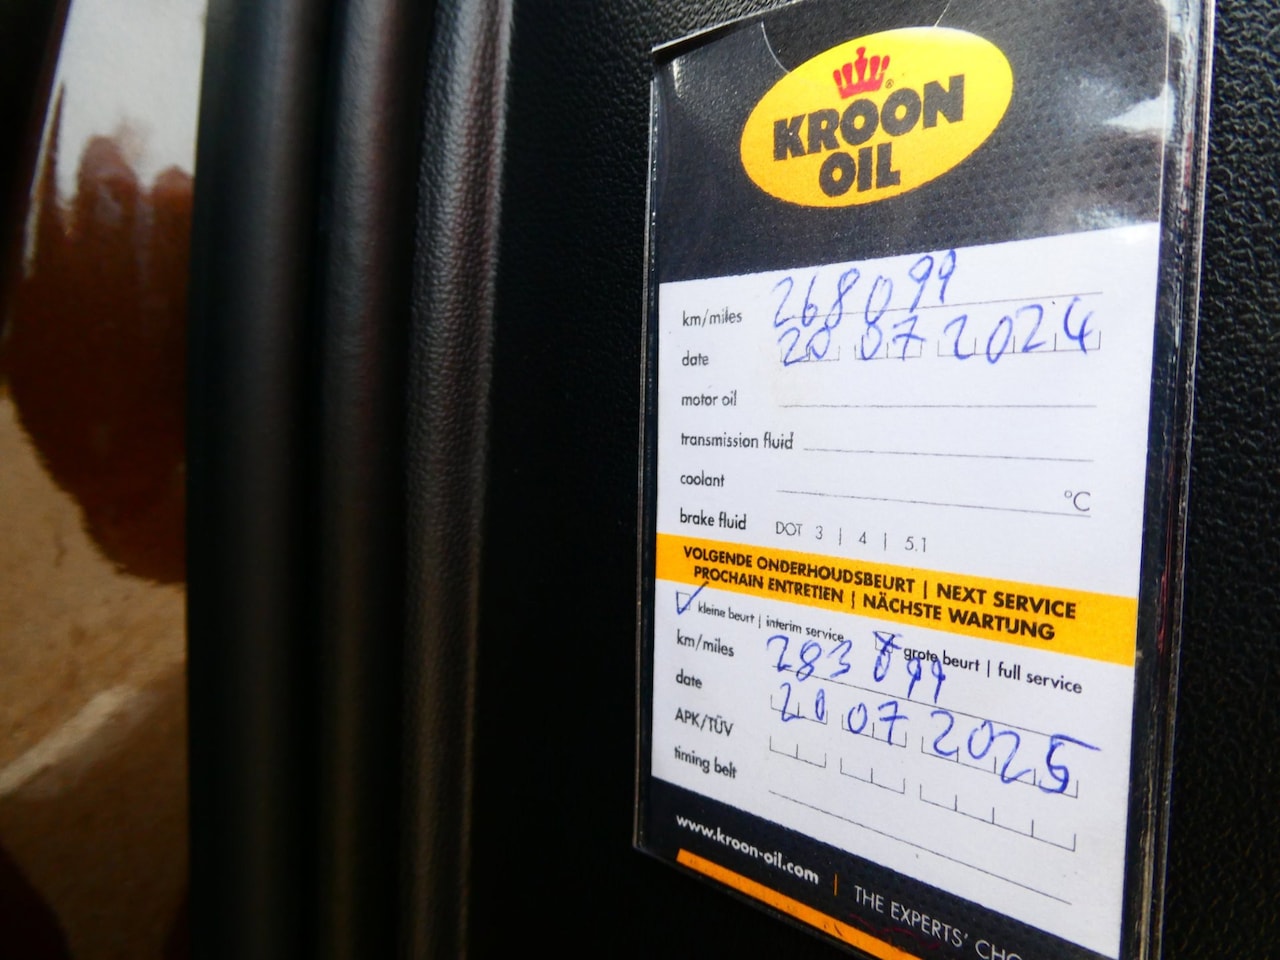 KROON
OIL
km/miles 268099
date 20 07 2024
motor oil
transmission fluid
coolant °C
brake fluid DOT 3 | 4 | 5.1
VOLGENDE ONDERHOUDSBEURT | NEXT SERVICE
PROCHAIN ENTRETIEN | NÄCHSTE WARTUNG
kleine beurt | interim service grote beurt | full service
km/miles 283099
date 20 07 2025
APK/TÜV
timing belt
www.kroon-oil.com | THE EXPERTS' CHO